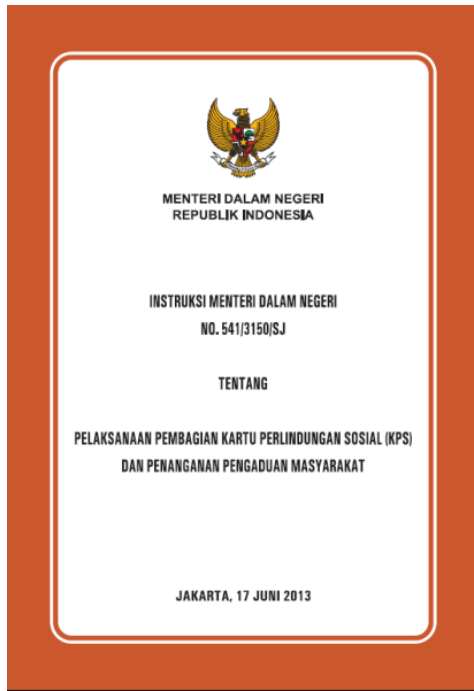 MENTERI DALAM NEGERI
REPUBLIK INDONESIA
INSTRUKSI MENTERI DALAM NEGERI
NO. 541/3150/SJ
TENTANG
PELAKSANAAN PEMBAGIAN KARTU PERLINDUNGAN SOSIAL (KPS)
DAN PENANGANAN PENGADUAN MASYARAKAT
JAKARTA, 17 JUNI 2013